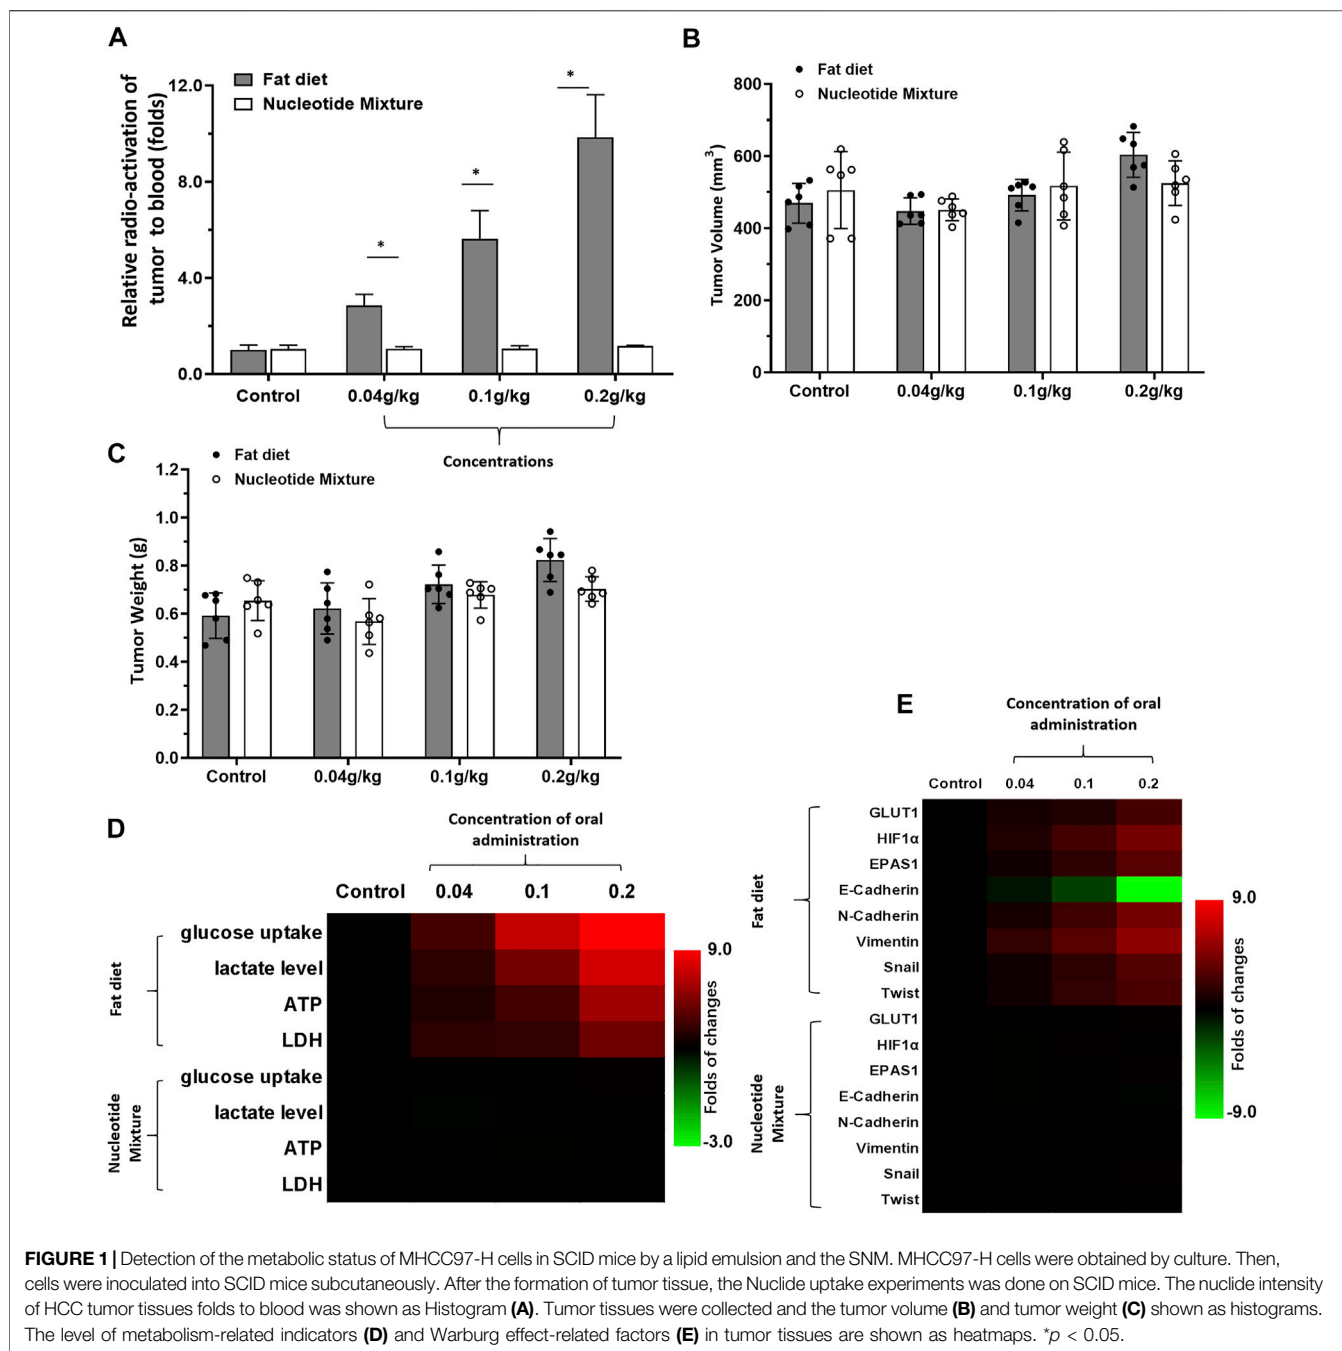 A
Relative radio-activation of
tumor to blood (folds)
12.0
8.0
4.0
0.0
Fat diet
Nucleotide Mixture
*
*
*
Control
0.04g/kg
0.1g/kg
0.2g/kg
Concentrations
B
Tumor Volume (mm³)
800
600
400
200
0
Fat diet
Nucleotide Mixture
Control
0.04g/kg
0.1g/kg
0.2g/kg
C
Tumor Weight (g)
1.2
1.0
0.8
0.6
0.4
0.2
0.0
Fat diet
Nucleotide Mixture
Control
0.04g/kg
0.1g/kg
0.2g/kg
D
Concentration of oral
administration
Control 0.04 0.1 0.2
Fat diet
glucose uptake
lactate level
ATP
LDH
Nucleotide
Mixture
glucose uptake
lactate level
ATP
LDH
9.0
Folds of changes
-3.0
E
Concentration of oral
administration
Control 0.04 0.1 0.2
Fat diet
GLUT1
HIF1α
EPAS1
E-Cadherin
N-Cadherin
Vimentin
Snail
Twist
Nucleotide
Mixture
GLUT1
HIF1α
EPAS1
E-Cadherin
N-Cadherin
Vimentin
Snail
Twist
9.0
Folds of changes
-9.0
FIGURE 1 | Detection of the metabolic status of MHCC97-H cells in SCID mice by a lipid emulsion and the SNM. MHCC97-H cells were obtained by culture. Then,
cells were inoculated into SCID mice subcutaneously. After the formation of tumor tissue, the Nuclide uptake experiments was done on SCID mice. The nuclide intensity
of HCC tumor tissues folds to blood was shown as Histogram (A). Tumor tissues were collected and the tumor volume (B) and tumor weight (C) shown as histograms.
The level of metabolism-related indicators (D) and Warburg effect-related factors (E) in tumor tissues are shown as heatmaps. *p < 0.05.